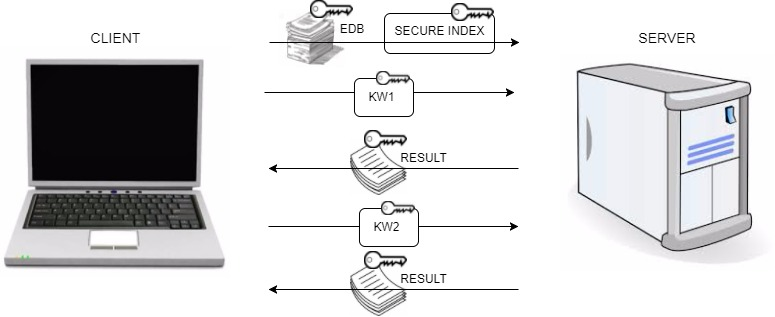 CLIENT
EDB
SECURE INDEX
SERVER
KW1
RESULT
KW2
RESULT